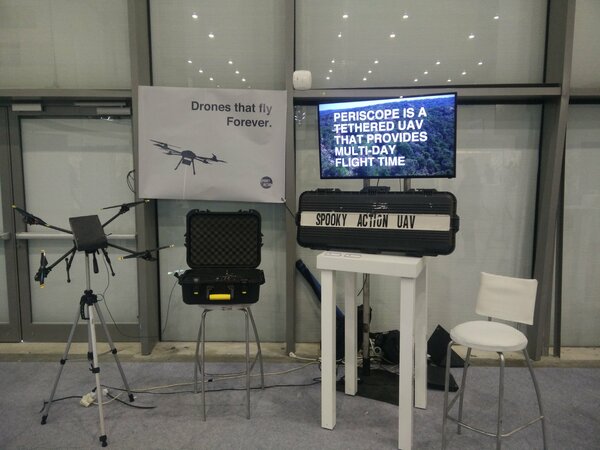 Drones that fly
Forever.
PERISCOPE IS A
TETHERED UAV
THAT PROVIDES
MULTI-DAY
FLIGHT TIME
SPOOKY ACTION UAV